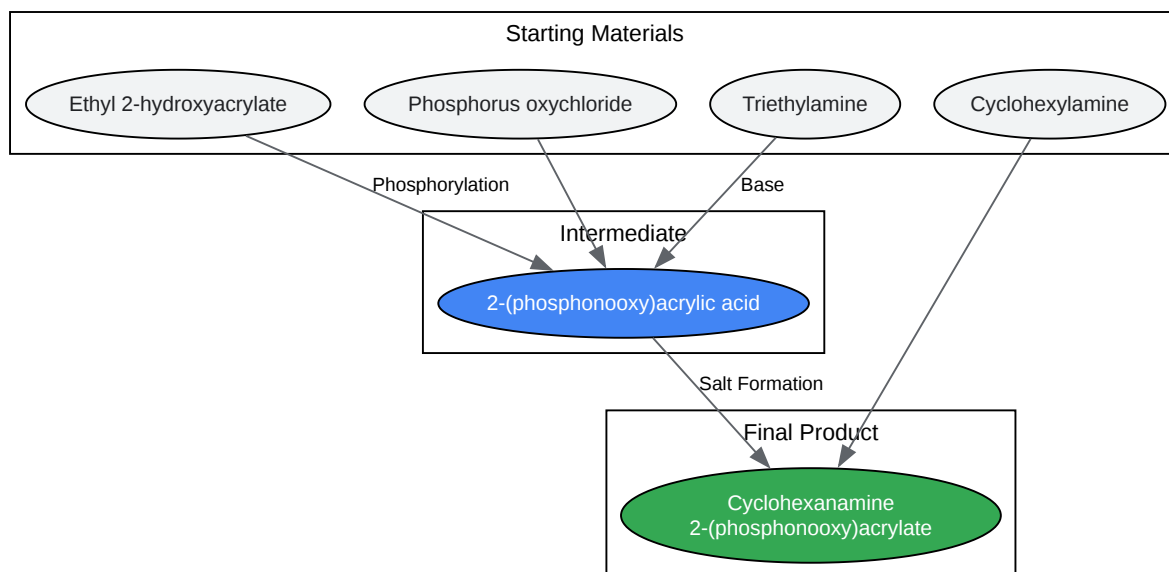 Starting Materials
Ethyl 2-hydroxyacrylate
Phosphorus oxychloride
Triethylamine
Cyclohexylamine
Phosphorylation
Base
Intermediate
2-(phosphonooxy)acrylic acid
Salt Formation
Final Product
Cyclohexanamine
2-(phosphonooxy)acrylate